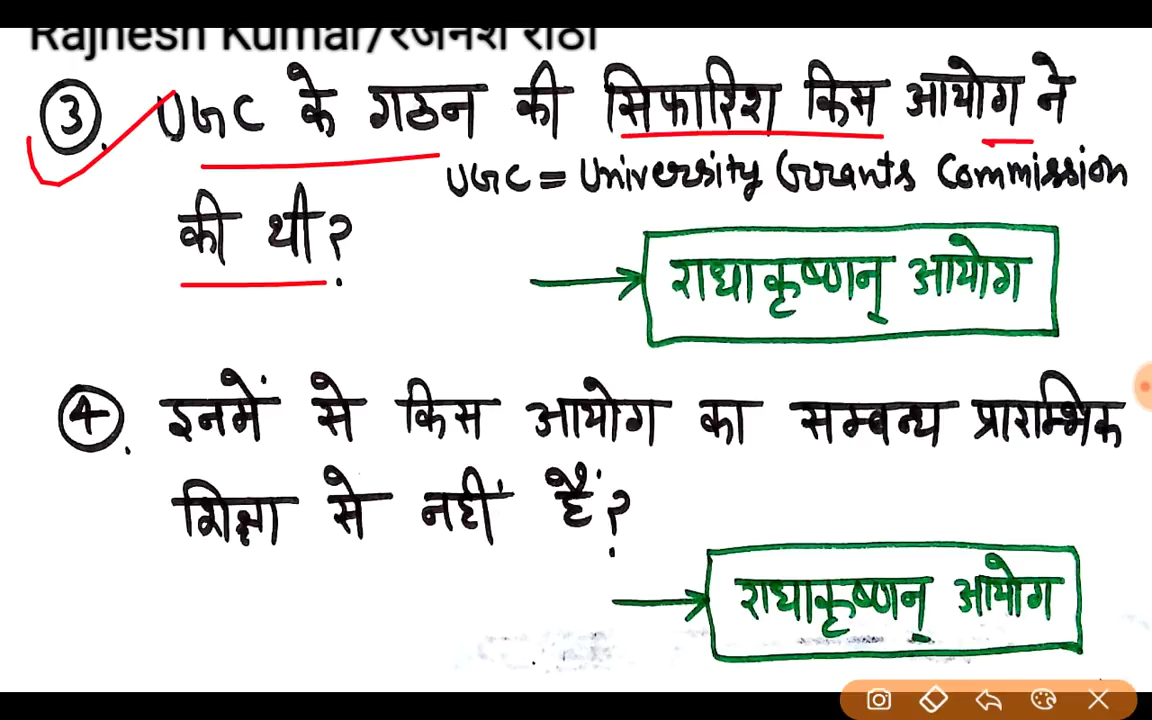 Rajnesh Kumar/रजनेश राठी
③. UGC के गठन की सिफारिश किस आयोग ने
UGC = University Grants Commission
की थी?
राधाकृष्णन् आयोग
④. इनमें से किस आयोग का सम्बन्ध प्रारम्भिक
शिक्षा से नहीं हैं?
राधाकृष्णन् आयोग